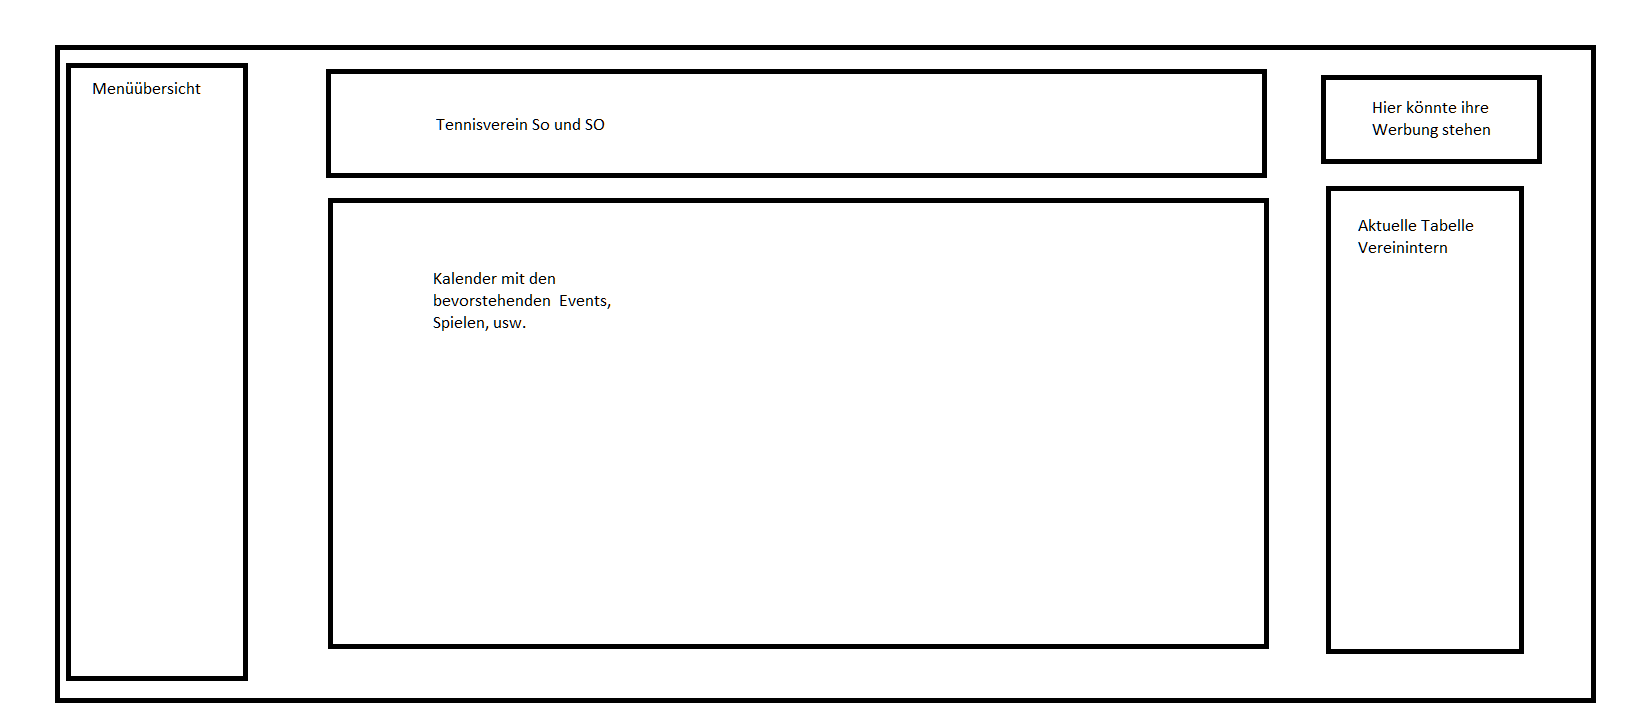 Menüübersicht
Tennisverein So und SO
Hier könnte ihre
Werbung stehen
Kalender mit den
bevorstehenden  Events,
Spielen, usw.
Aktuelle Tabelle
Vereinintern